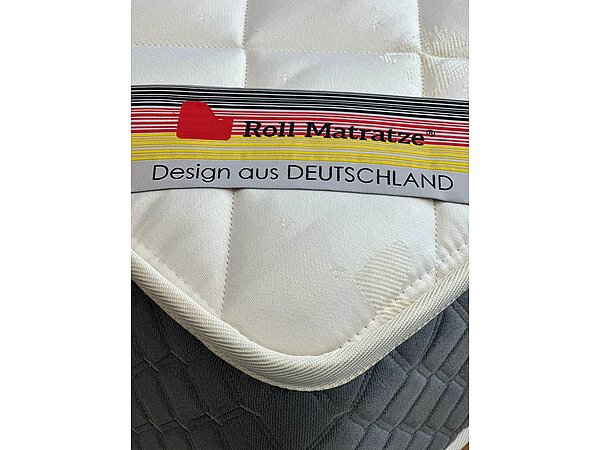 Roll Matratze®
Design aus DEUTSCHLAND